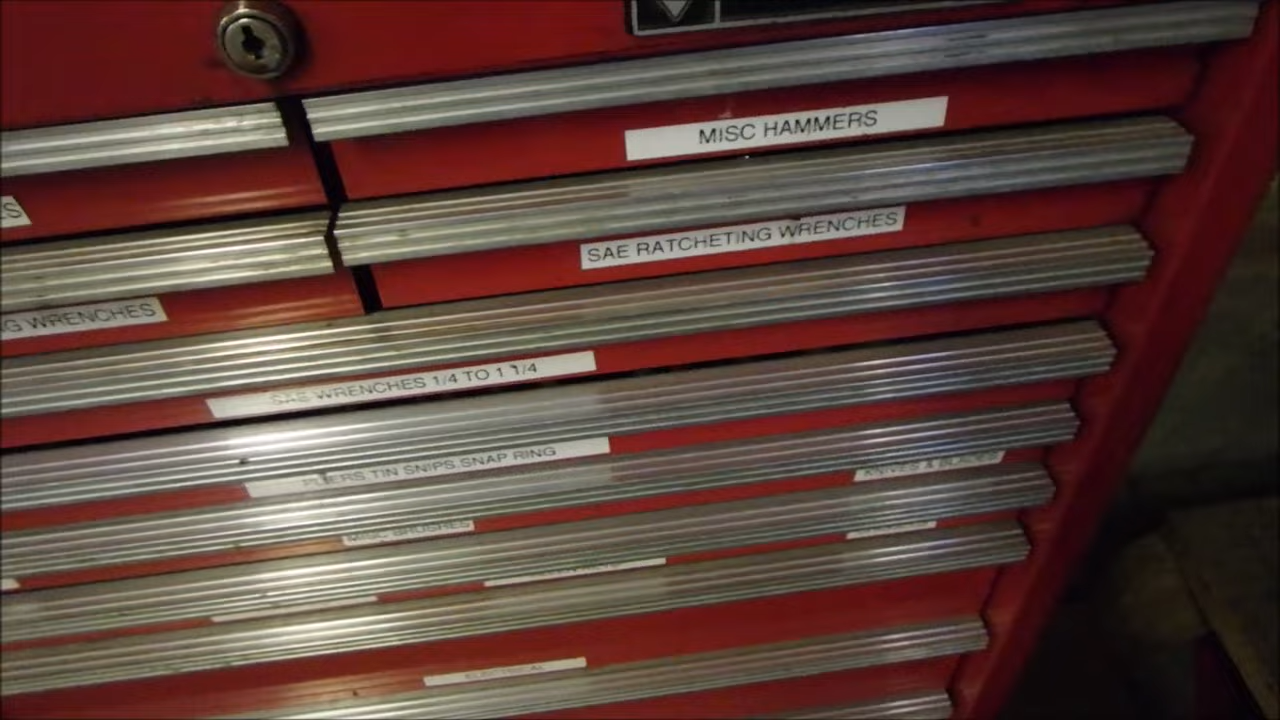 MISC HAMMERS
SAE RATCHETING WRENCHES
WRENCHES
SAE WRENCHES 1/4 TO 1 1/4
PLIERS TIN SNIPS SNAP RING
KNIVES & BLADES
MISC BRUSHES
ELECTRICAL